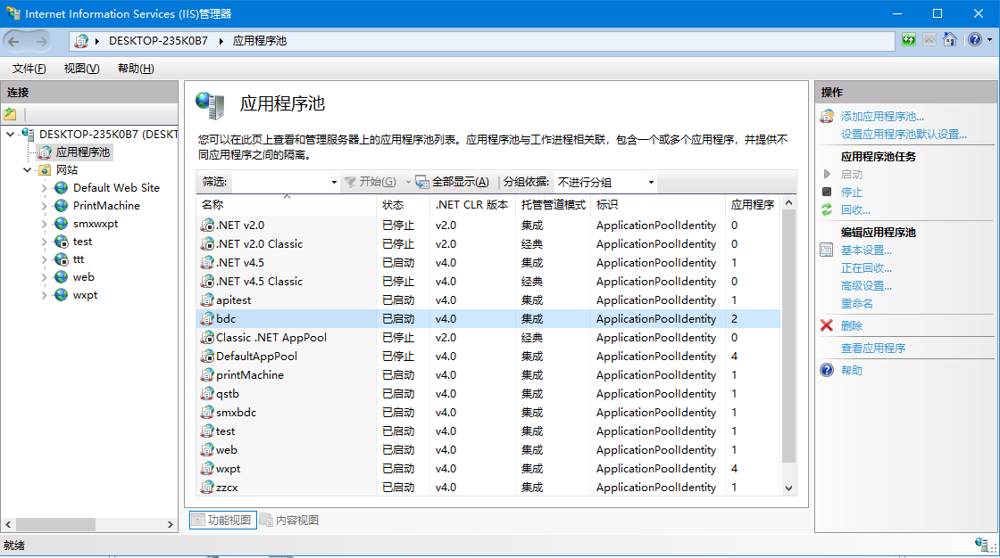 Internet Information Services (IIS)管理器
DESKTOP-235K0B7 应用程序池
文件(F) 视图(V) 帮助(H)
连接
DESKTOP-235K0B7 (DESKT
应用程序池
网站
Default Web Site
PrintMachine
smxwxpt
test
ttt
web
wxpt
应用程序池
您可以在此页上查看和管理服务器上的应用程序池列表。应用程序池与工作进程相关联，包含一个或多个应用程序，并提供不
同应用程序之间的隔离。
筛选: 开始(G) 全部显示(A) 分组依据: 不进行分组
名称 状态 .NET CLR 版本 托管管道模式 标识 应用程序
.NET v2.0 已停止 v2.0 集成 ApplicationPoolIdentity 0
.NET v2.0 Classic 已停止 v2.0 经典 ApplicationPoolIdentity 0
.NET v4.5 已启动 v4.0 集成 ApplicationPoolIdentity 1
.NET v4.5 Classic 已停止 v4.0 经典 ApplicationPoolIdentity 0
apitest 已启动 v4.0 集成 ApplicationPoolIdentity 1
bdc 已启动 v4.0 集成 ApplicationPoolIdentity 2
Classic .NET AppPool 已停止 v2.0 经典 ApplicationPoolIdentity 0
DefaultAppPool 已停止 v4.0 集成 ApplicationPoolIdentity 4
printMachine 已启动 v4.0 集成 ApplicationPoolIdentity 1
qstb 已启动 v4.0 集成 ApplicationPoolIdentity 1
smxbdc 已启动 v4.0 集成 ApplicationPoolIdentity 1
test 已启动 v4.0 集成 ApplicationPoolIdentity 1
web 已启动 v4.0 集成 ApplicationPoolIdentity 1
wxpt 已启动 v4.0 集成 ApplicationPoolIdentity 4
zzcx 已启动 v4.0 集成 ApplicationPoolIdentity 1
功能视图 内容视图
操作
添加应用程序池...
设置应用程序池默认设置...
应用程序池任务
启动
停止
回收...
编辑应用程序池
基本设置...
正在回收...
高级设置...
重命名
删除
查看应用程序
帮助
就绪